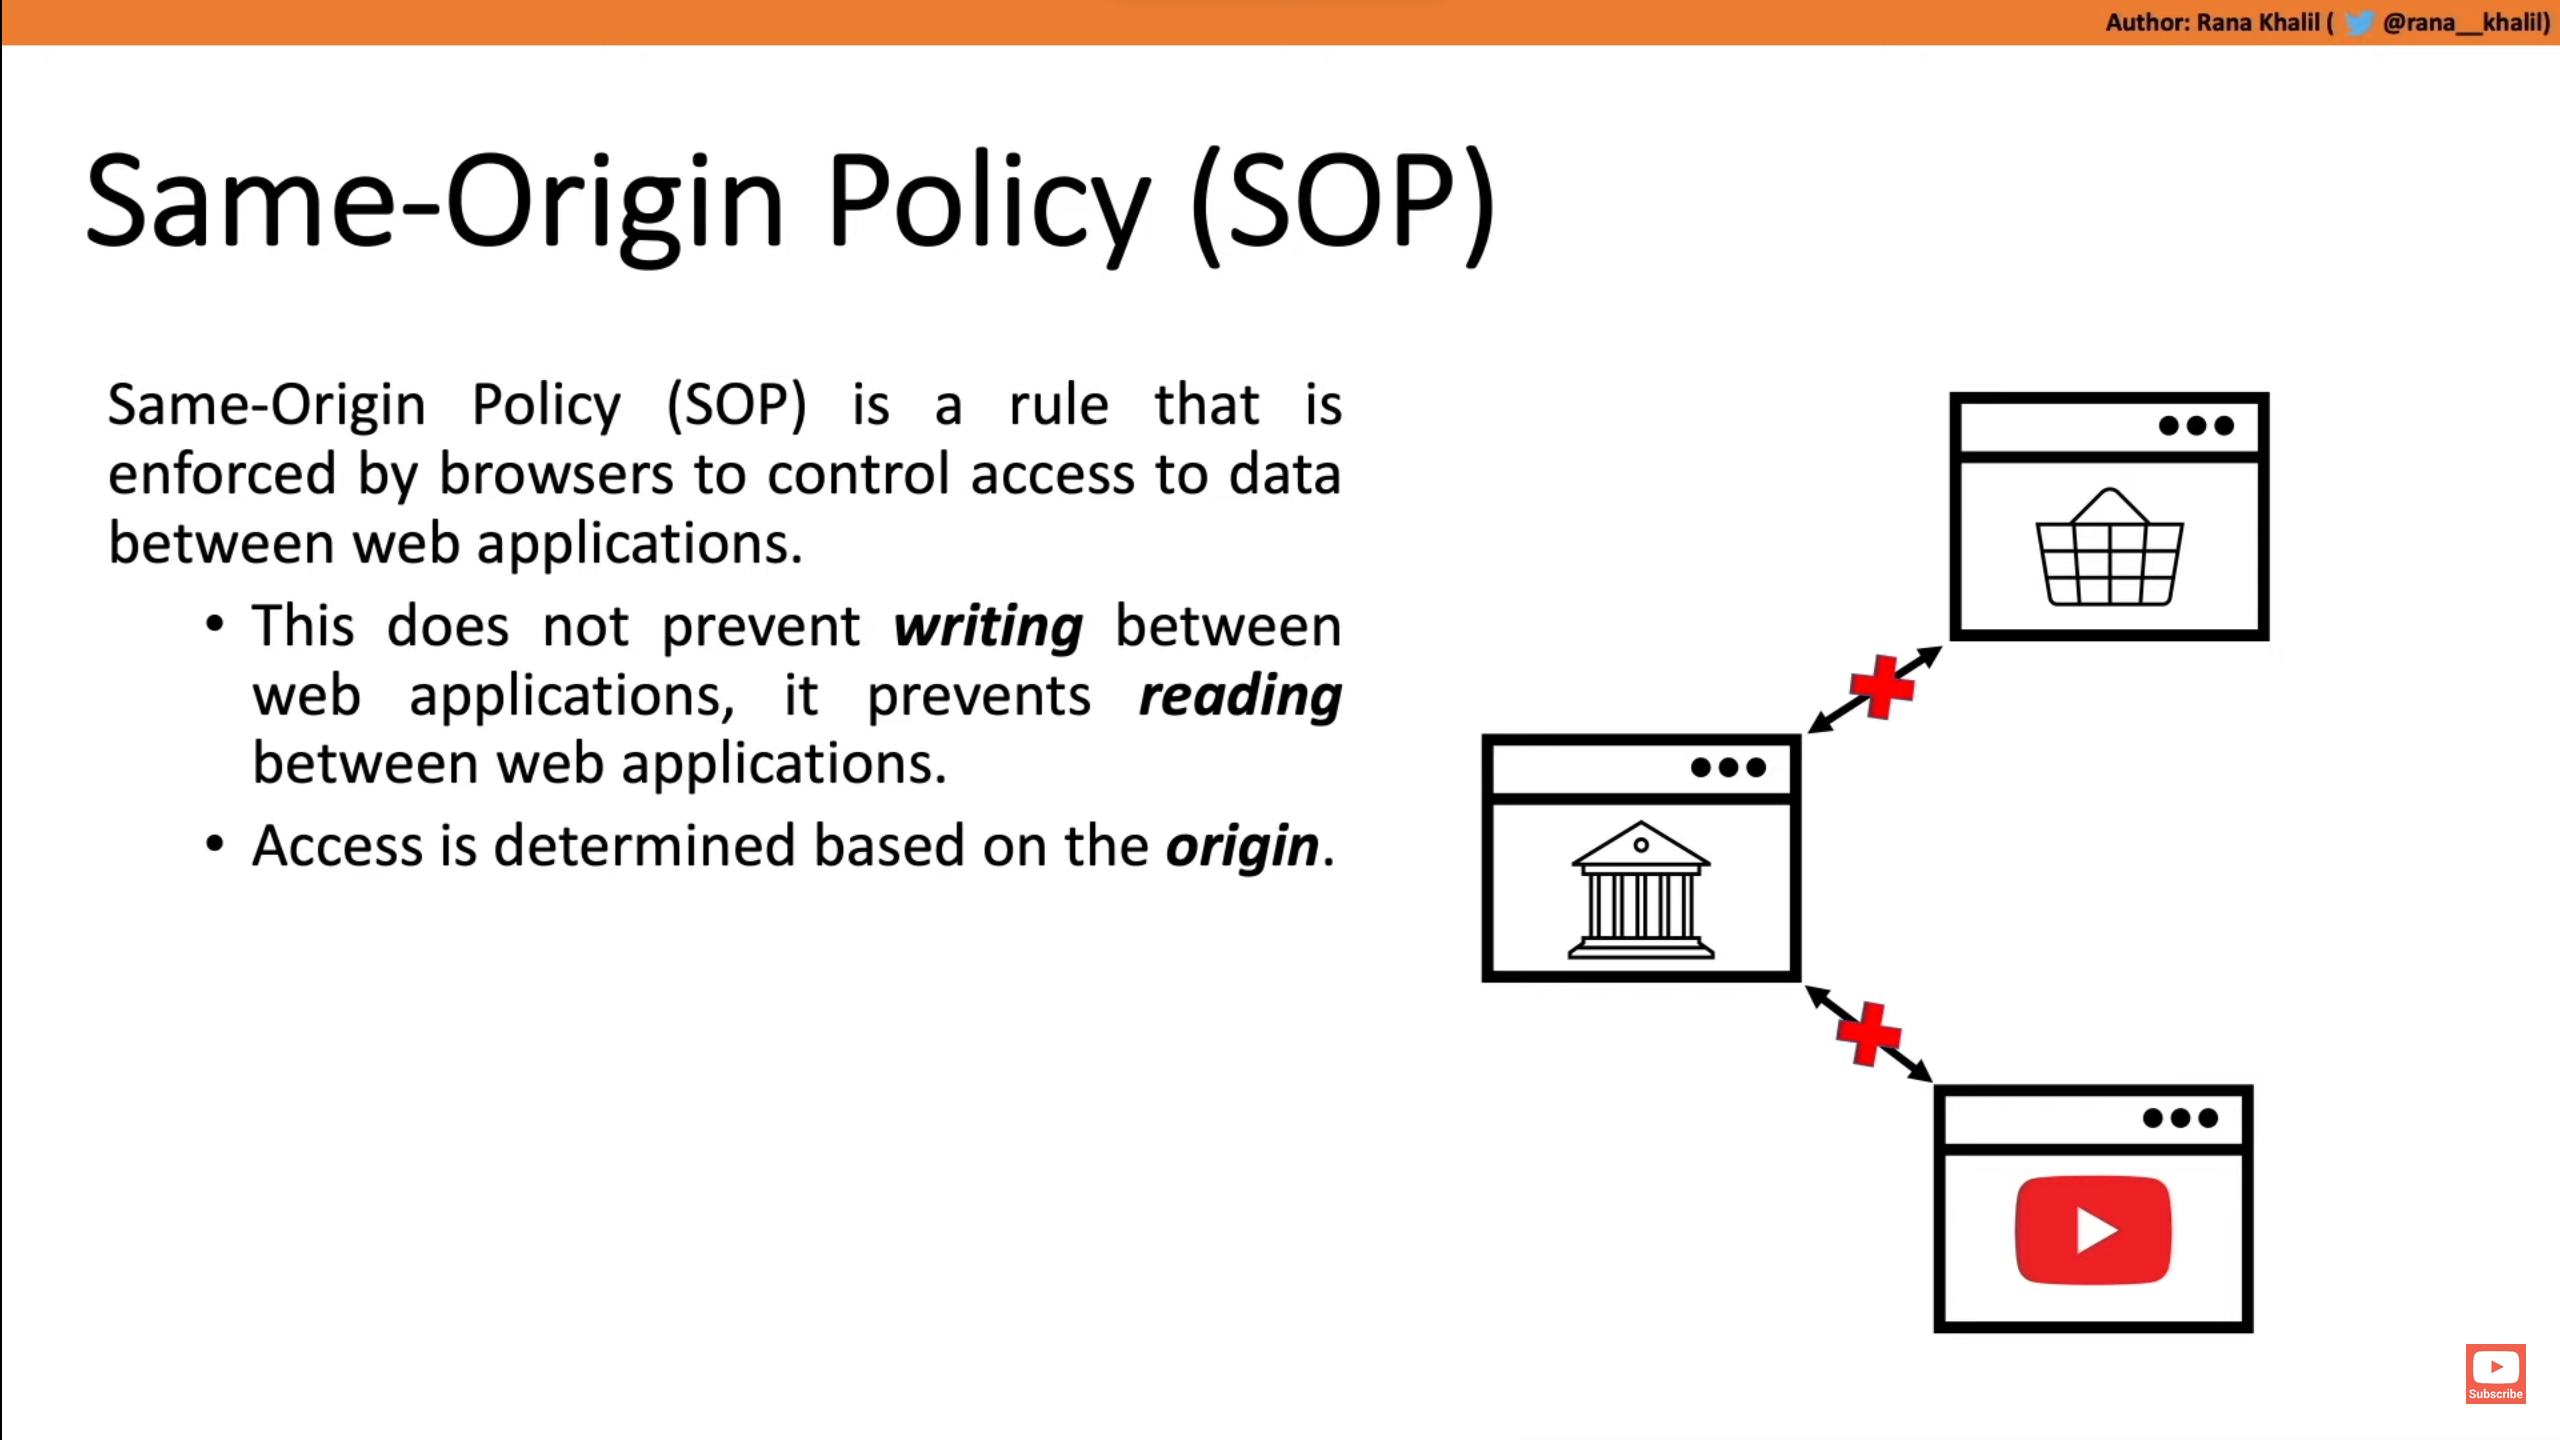 Author: Rana Khalil ( @rana__khalil)
Same-Origin Policy (SOP)
Same-Origin Policy (SOP) is a rule that is
enforced by browsers to control access to data
between web applications.
• This does not prevent writing between
web applications, it prevents reading
between web applications.
• Access is determined based on the origin.
Subscribe